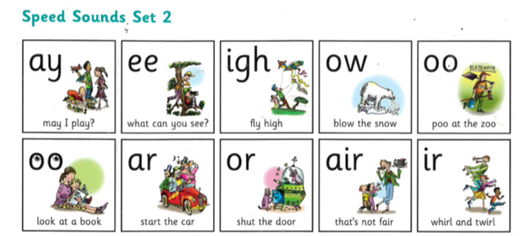 Speed Sounds Set 2
ay ee igh ow oo
may I play? what can you see? fly high blow the snow poo at the zoo
oo ar or air ir
look at a book start the car shut the door that's not fair whirl and twirl